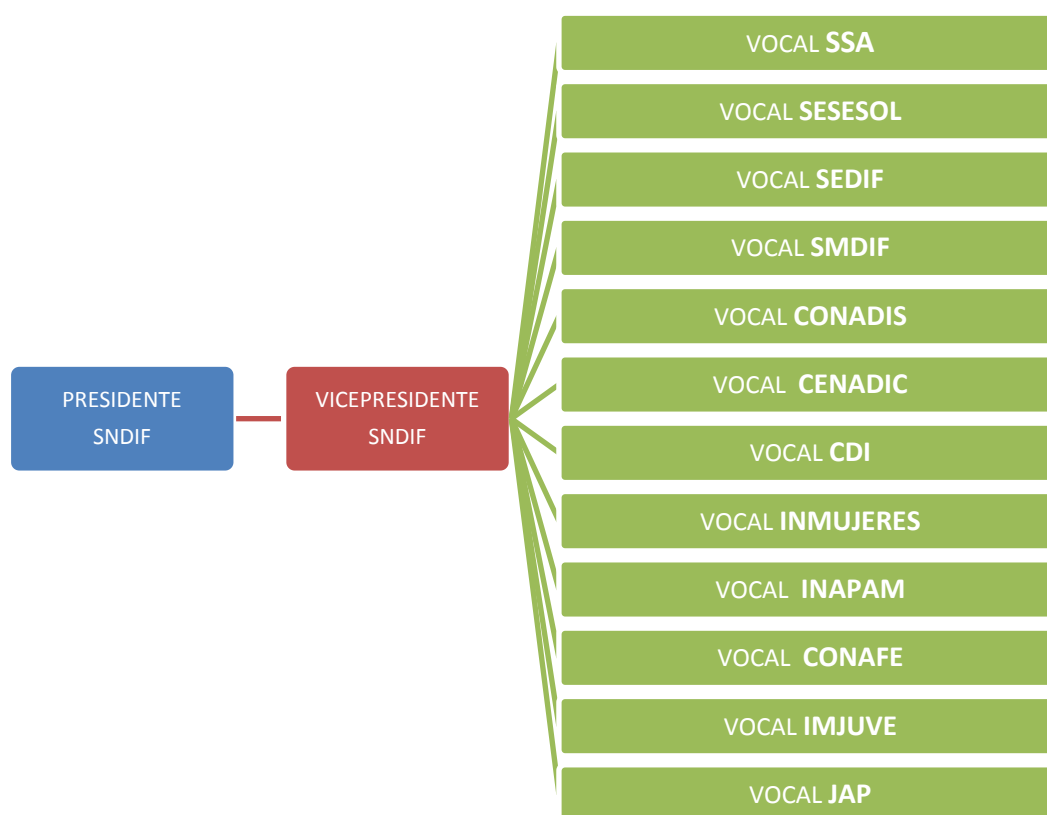 PRESIDENTE
SNDIF
VICEPRESIDENTE
SNDIF
VOCAL SSA
VOCAL SESESOL
VOCAL SEDIF
VOCAL SMDIF
VOCAL CONADIS
VOCAL CENADIC
VOCAL CDI
VOCAL INMUJERES
VOCAL INAPAM
VOCAL CONAFE
VOCAL IMJUVE
VOCAL JAP